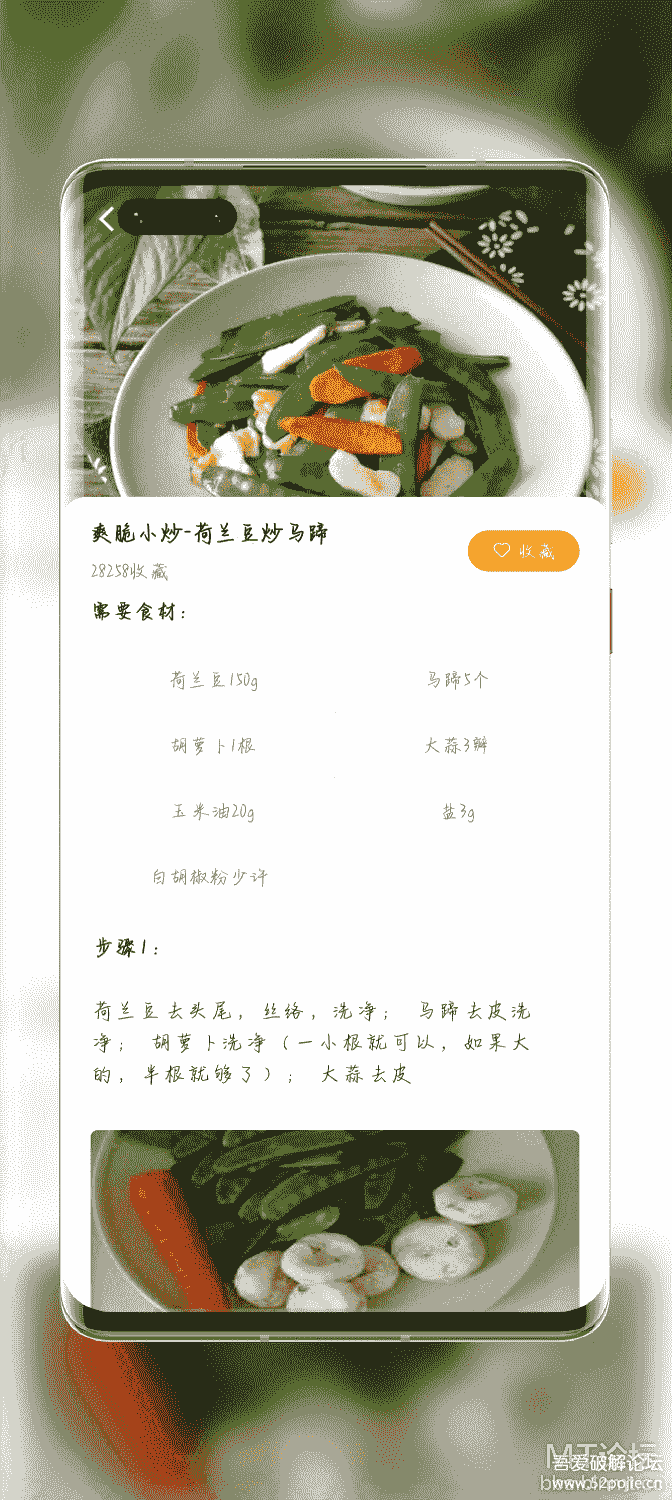 爽脆小炒-荷兰豆炒马蹄
28258收藏
收藏
需要食材：
荷兰豆150g
马蹄5个
胡萝卜1根
大蒜3瓣
玉米油20g
盐3g
白胡椒粉少许
步骤1：
荷兰豆去头尾，丝络，洗净； 马蹄去皮洗
净； 胡萝卜洗净（一小根就可以，如果大
的，半根就够了）； 大蒜去皮
MT论坛
吾爱破解论坛
www.52pojie.cn